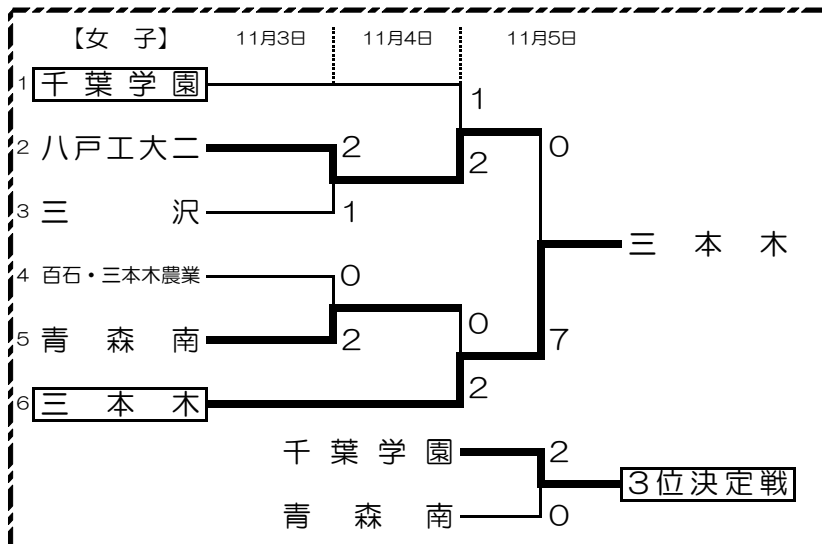 【女 子】 11月3日 11月4日 11月5日
1 千葉学園
1
2 八戸工大二 2 0
2
3 三 沢 1
三 本 木
4 百石・三本木農業 0
0
5 青 森 南 2 7
2
6 三 本 木
千葉学園 2
3位決定戦
青 森 南 0